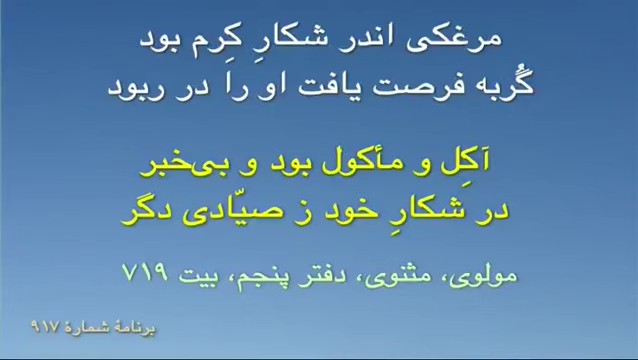 مرغکی اندر شکارِ کِرم بود
گُربه فرصت یافت او را در ربود
آکِل و مأکول بود و بی‌خبر
در شکارِ خود ز صیّادی دگر
مولوی، مثنوی، دفتر پنجم، بیت ۷۱۹
برنامهٔ شمارهٔ ۹۱۷